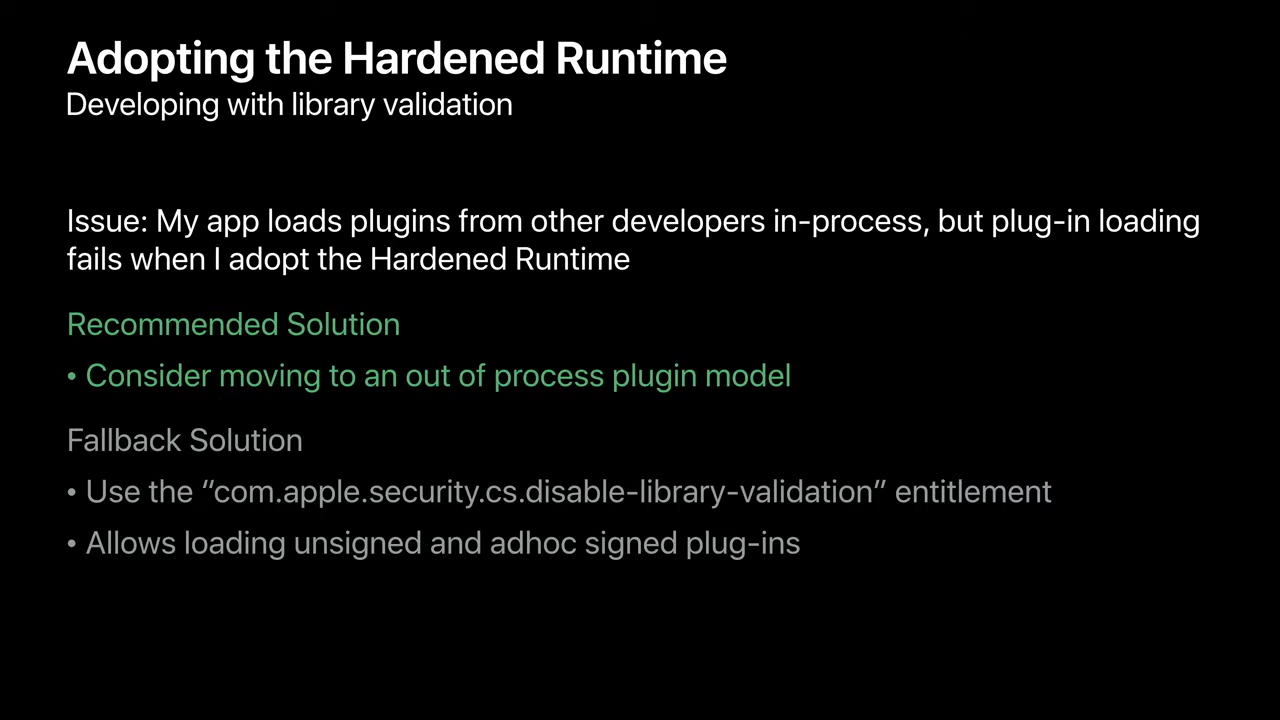 Adopting the Hardened Runtime
Developing with library validation
Issue: My app loads plugins from other developers in-process, but plug-in loading
fails when I adopt the Hardened Runtime
Recommended Solution
• Consider moving to an out of process plugin model
Fallback Solution
• Use the “com.apple.security.cs.disable-library-validation” entitlement
• Allows loading unsigned and adhoc signed plug-ins